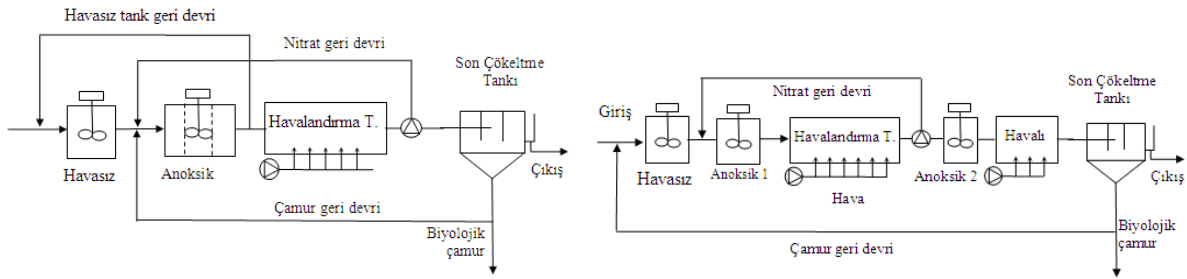 Havasız tank geri devri
Nitrat geri devri
Son Çökeltme
Tankı
Havalandırma T.
Havasız
Anoksik
Çıkış
Çamur geri devri
Biyolojik
çamur
Son Çökeltme
Tankı
Nitrat geri devri
Giriş
Havalandırma T.
Havalı
Havasız
Anoksik 1
Anoksik 2
Hava
Çıkış
Biyolojik
çamur
Çamur geri devri